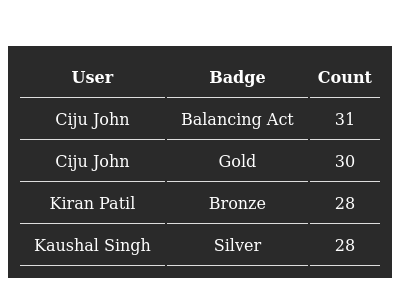 User Badge Count
Ciju John Balancing Act 31
Ciju John Gold 30
Kiran Patil Bronze 28
Kaushal Singh Silver 28